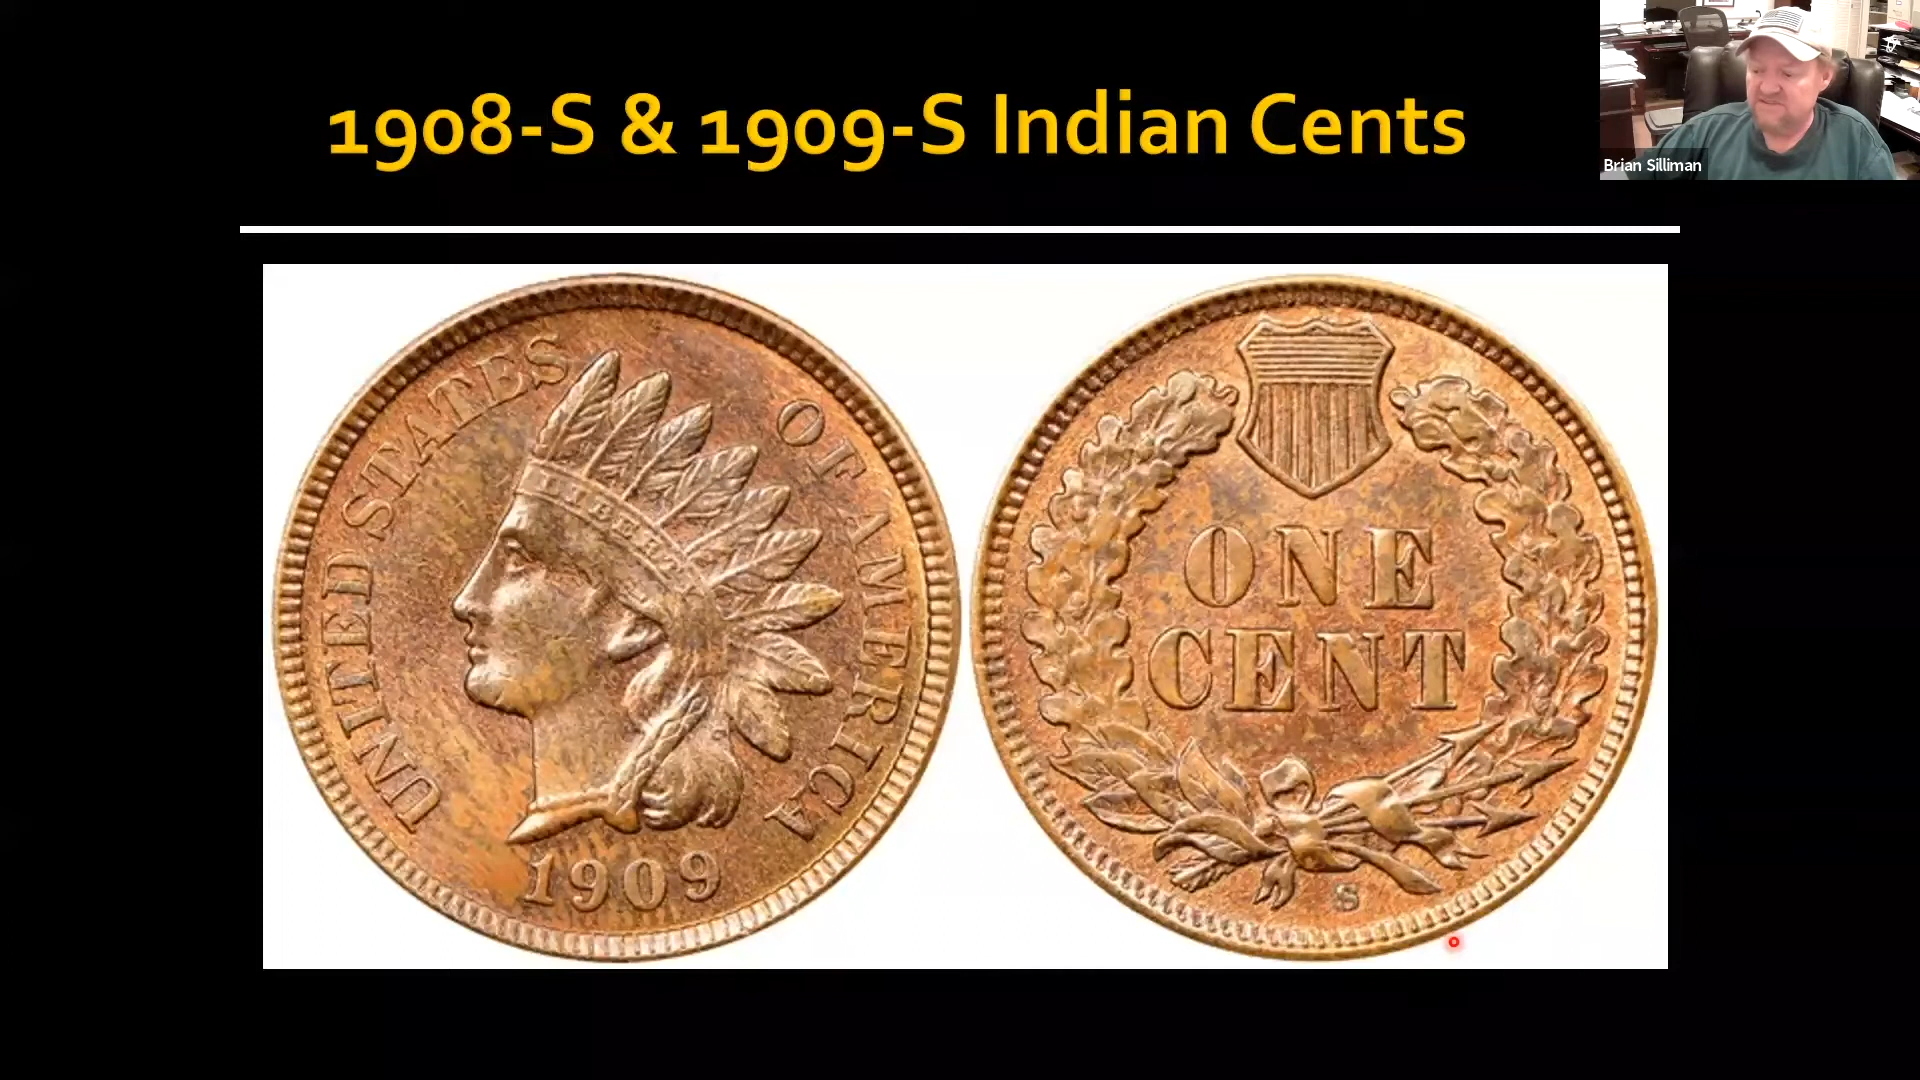 1908-S & 1909-S Indian Cents
Brian Silliman
UNITED STATES OF AMERICA
LIBERTY
1909
ONE
CENT
S